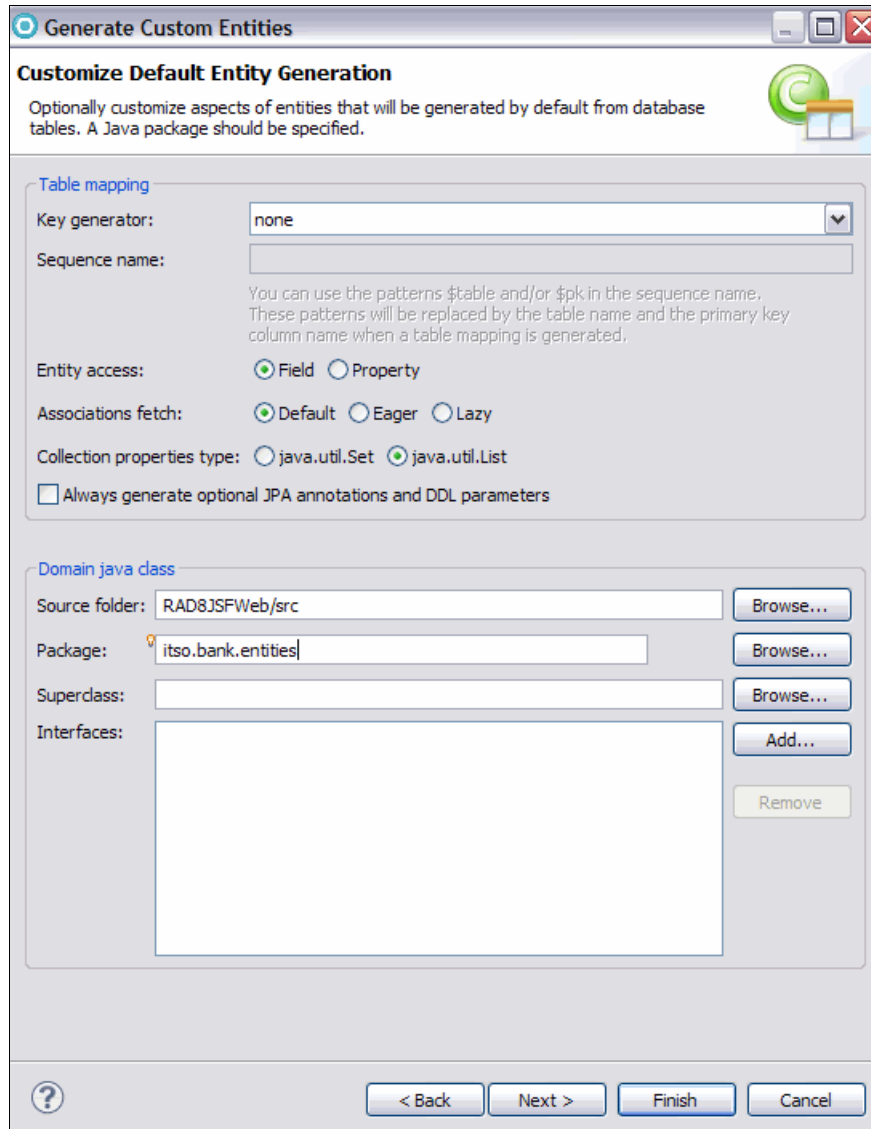 Generate Custom Entities
Customize Default Entity Generation
Optionally customize aspects of entities that will be generated by default from database
tables. A Java package should be specified.
Table mapping
Key generator: none
Sequence name:
You can use the patterns $table and/or $pk in the sequence name.
These patterns will be replaced by the table name and the primary key
column name when a table mapping is generated.
Entity access: Field Property
Associations fetch: Default Eager Lazy
Collection properties type: java.util.Set java.util.List
Always generate optional JPA annotations and DDL parameters
Domain java class
Source folder: RAD8JSFWeb/src Browse...
Package: itso.bank.entities Browse...
Superclass: Browse...
Interfaces: Add...
Remove
? < Back Next > Finish Cancel